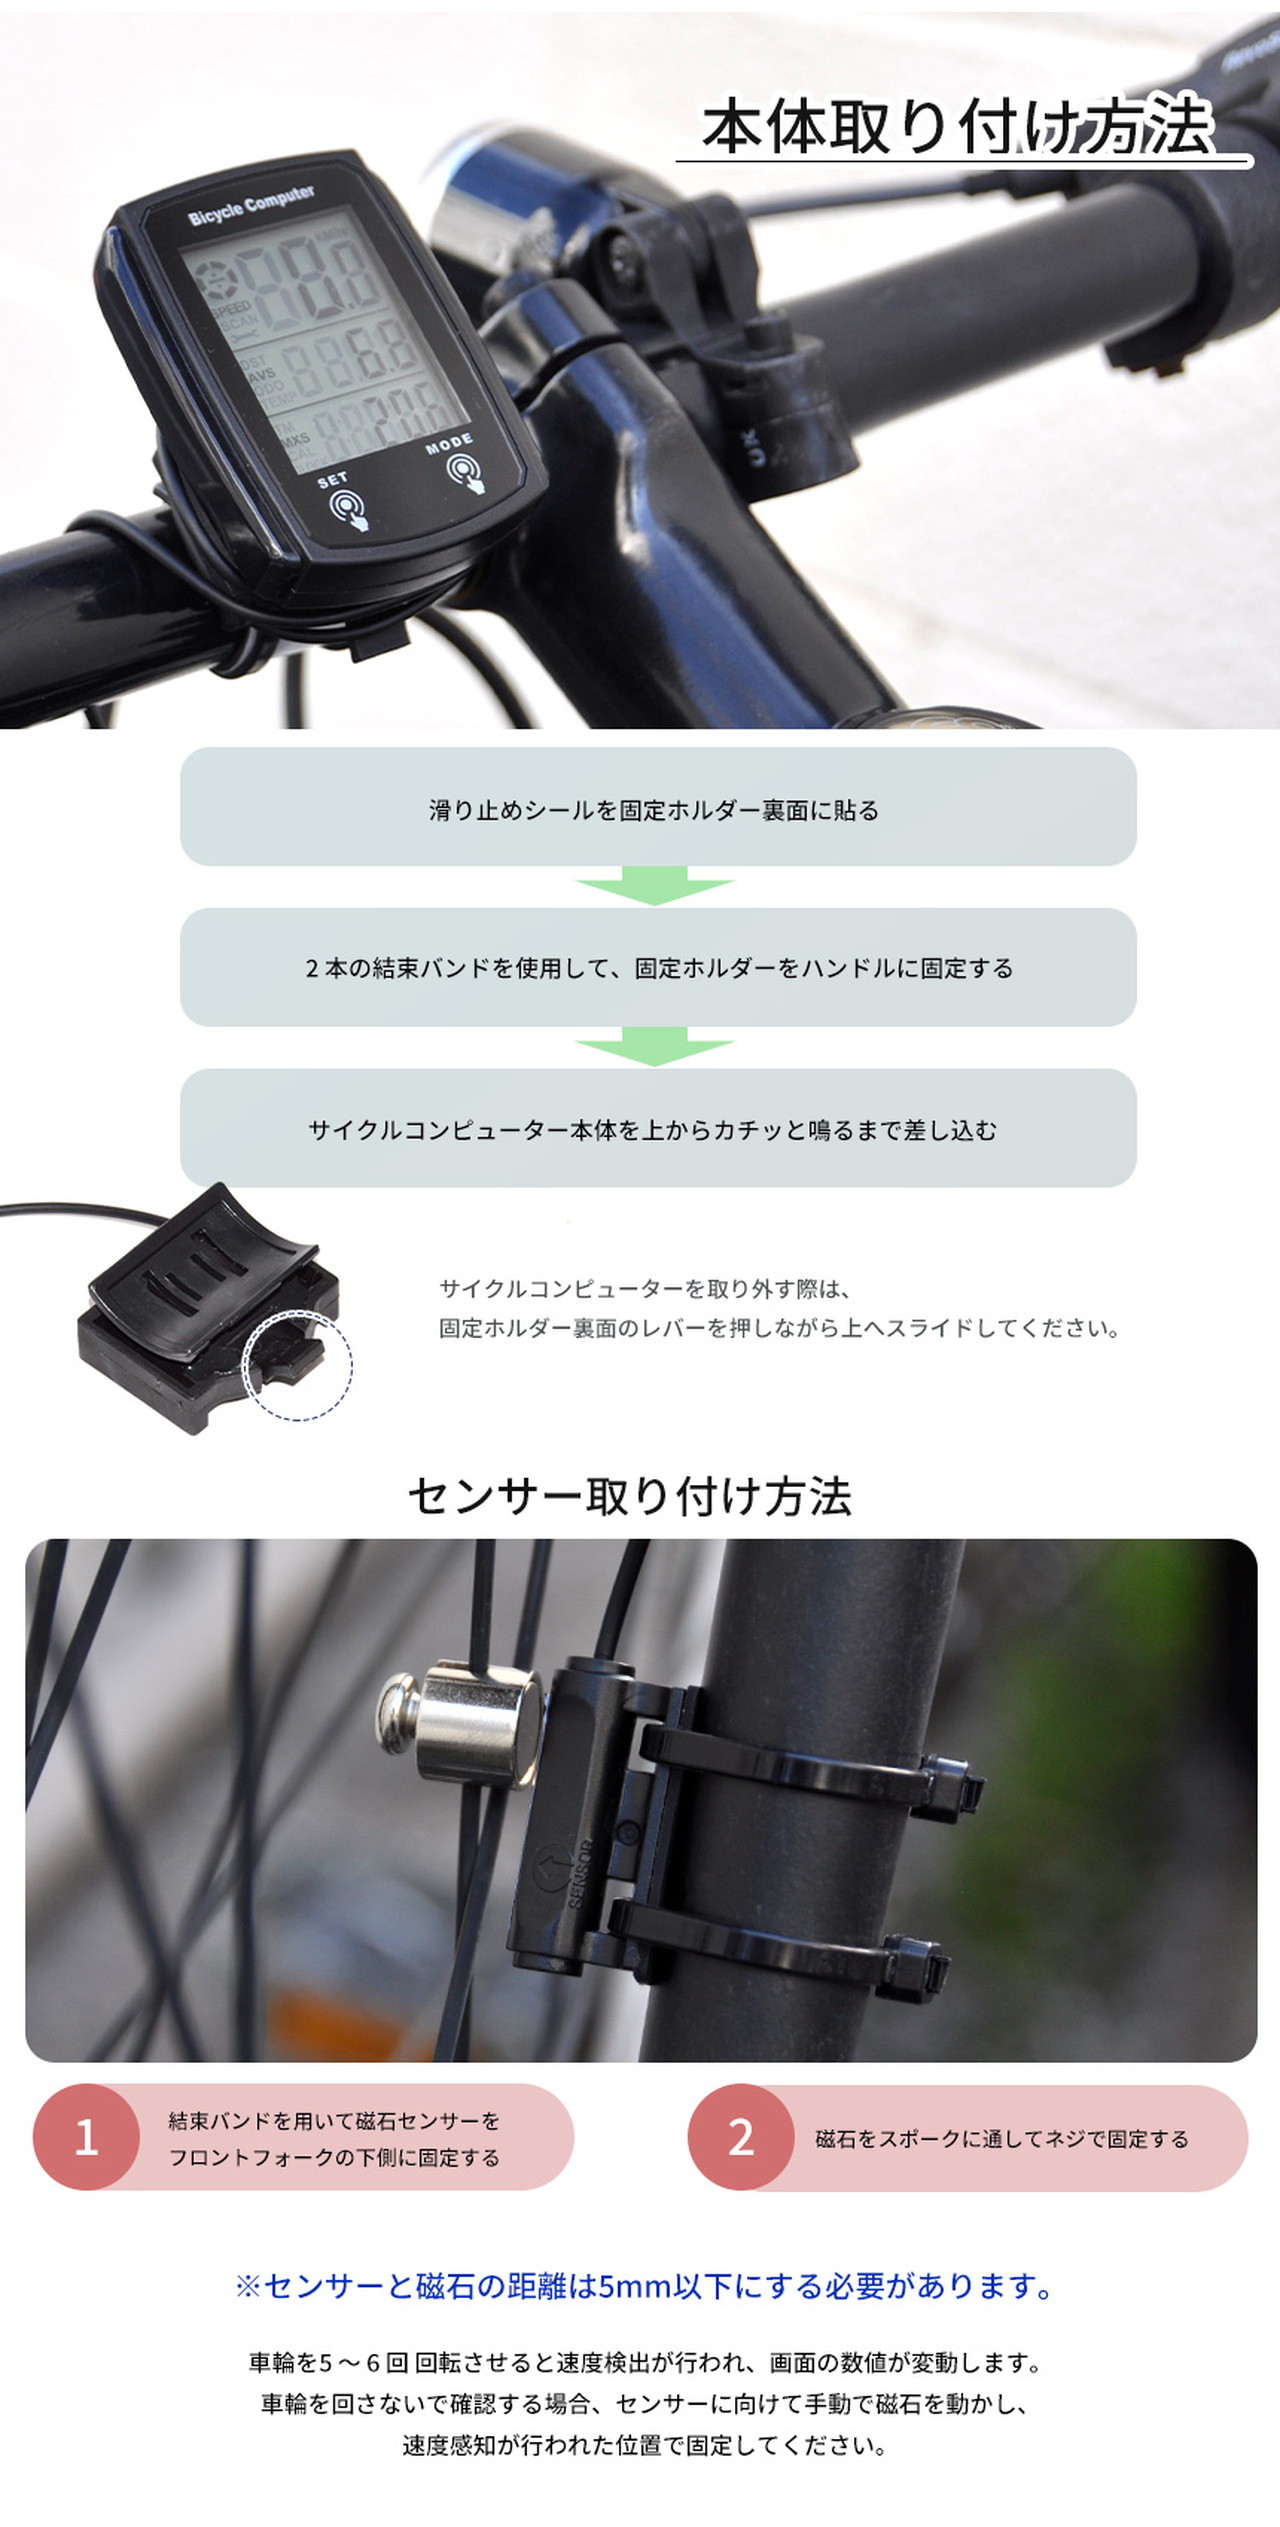 本体取り付け方法
Bicycle Computer
SPEED
SCAN
DST
AVS
ODO
TEMP
TM
MXS
CAL
SET
MODE
滑り止めシールを固定ホルダー裏面に貼る
2 本の結束バンドを使用して、固定ホルダーをハンドルに固定する
サイクルコンピューター本体を上からカチッと鳴るまで差し込む
サイクルコンピューターを取り外す際は、
固定ホルダー裏面のレバーを押しながら上へスライドしてください。
センサー取り付け方法
SENSOR
1
結束バンドを用いて磁石センサーを
フロントフォークの下側に固定する
2
磁石をスポークに通してネジで固定する
※センサーと磁石の距離は5mm以下にする必要があります。
車輪を5 〜 6 回 回転させると速度検出が行われ、画面の数値が変動します。
車輪を回さないで確認する場合、センサーに向けて手動で磁石を動かし、
速度感知が行われた位置で固定してください。